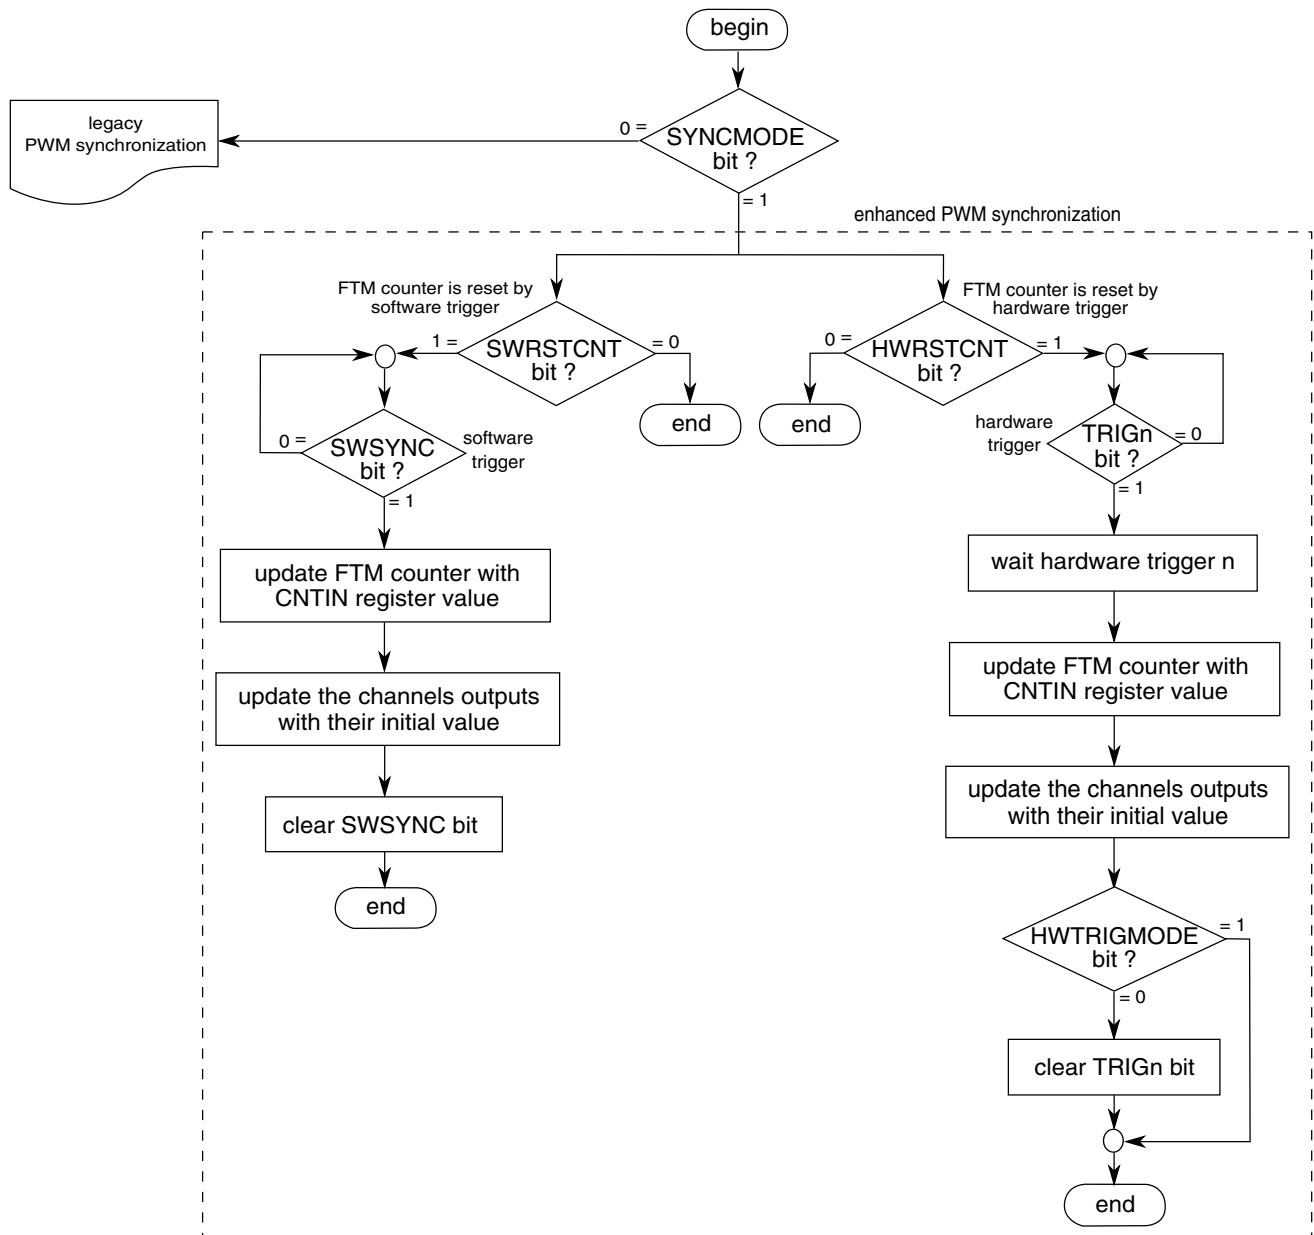 begin
legacy
PWM synchronization
0 =
SYNCMODE
bit ?
= 1
enhanced PWM synchronization
FTM counter is reset by
software trigger
FTM counter is reset by
hardware trigger
1 =
SWRSTCNT
bit ?
= 0
0 =
HWRSTCNT
bit ?
= 1
end
end
0 =
SWSYNC
bit ?
software
trigger
= 1
hardware
trigger
TRIGn
bit ?
= 0
= 1
update FTM counter with
CNTIN register value
wait hardware trigger n
update the channels outputs
with their initial value
update FTM counter with
CNTIN register value
clear SWSYNC bit
update the channels outputs
with their initial value
end
HWTRIGMODE
bit ?
= 1
= 0
clear TRIGn bit
end